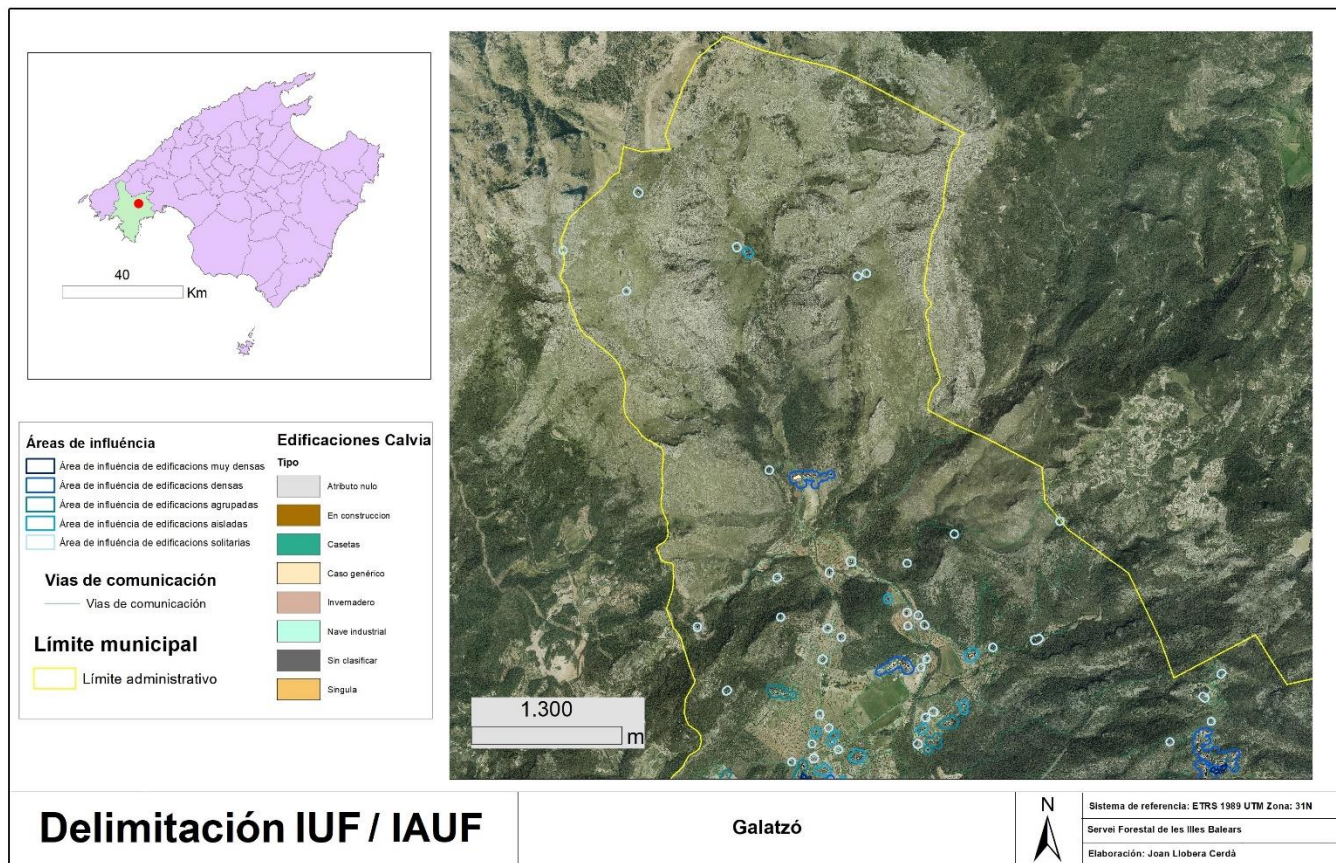 40
Km
Áreas de influéncia
Área de influéncia de edificacions muy densas
Área de influéncia de edificacions densas
Área de influéncia de edificacions agrupadas
Área de influéncia de edificacions aisladas
Área de influéncia de edificacions solitarias
Vias de comunicación
Vias de comunicación
Límite municipal
Límite administrativo
Edificaciones Calvia
Tipo
Atributo nulo
En construccion
Casetas
Caso genérico
Invernadero
Nave industrial
Sin clasificar
Singula
1.300
m
Delimitación IUF / IAUF
Galatzó
N
Sistema de referencia: ETRS 1989 UTM Zona: 31N
Servei Forestal de les Illes Balears
Elaboración: Joan Llobera Cerdà